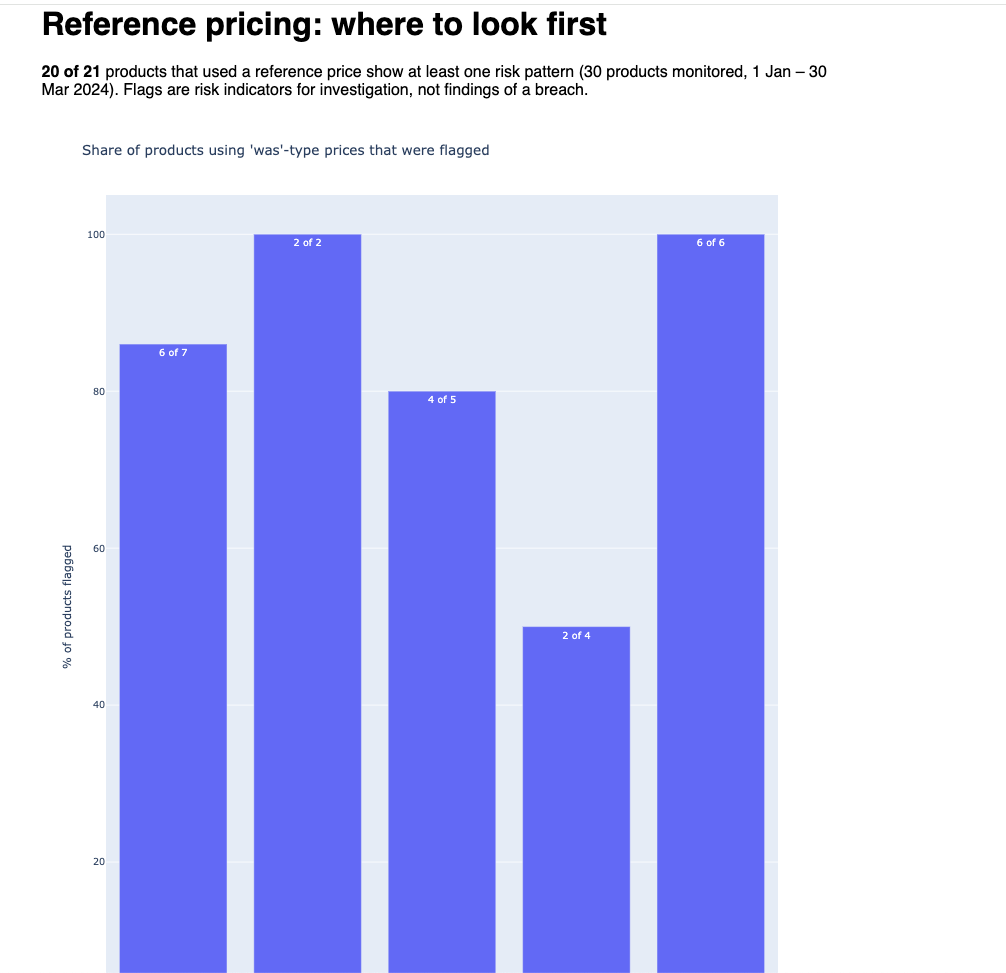 Reference pricing: where to look first
20 of 21 products that used a reference price show at least one risk pattern (30 products monitored, 1 Jan – 30
Mar 2024). Flags are risk indicators for investigation, not findings of a breach.
Share of products using 'was'-type prices that were flagged
100
2 of 2
6 of 6
6 of 7
80
4 of 5
60
% of products flagged
2 of 4
40
20